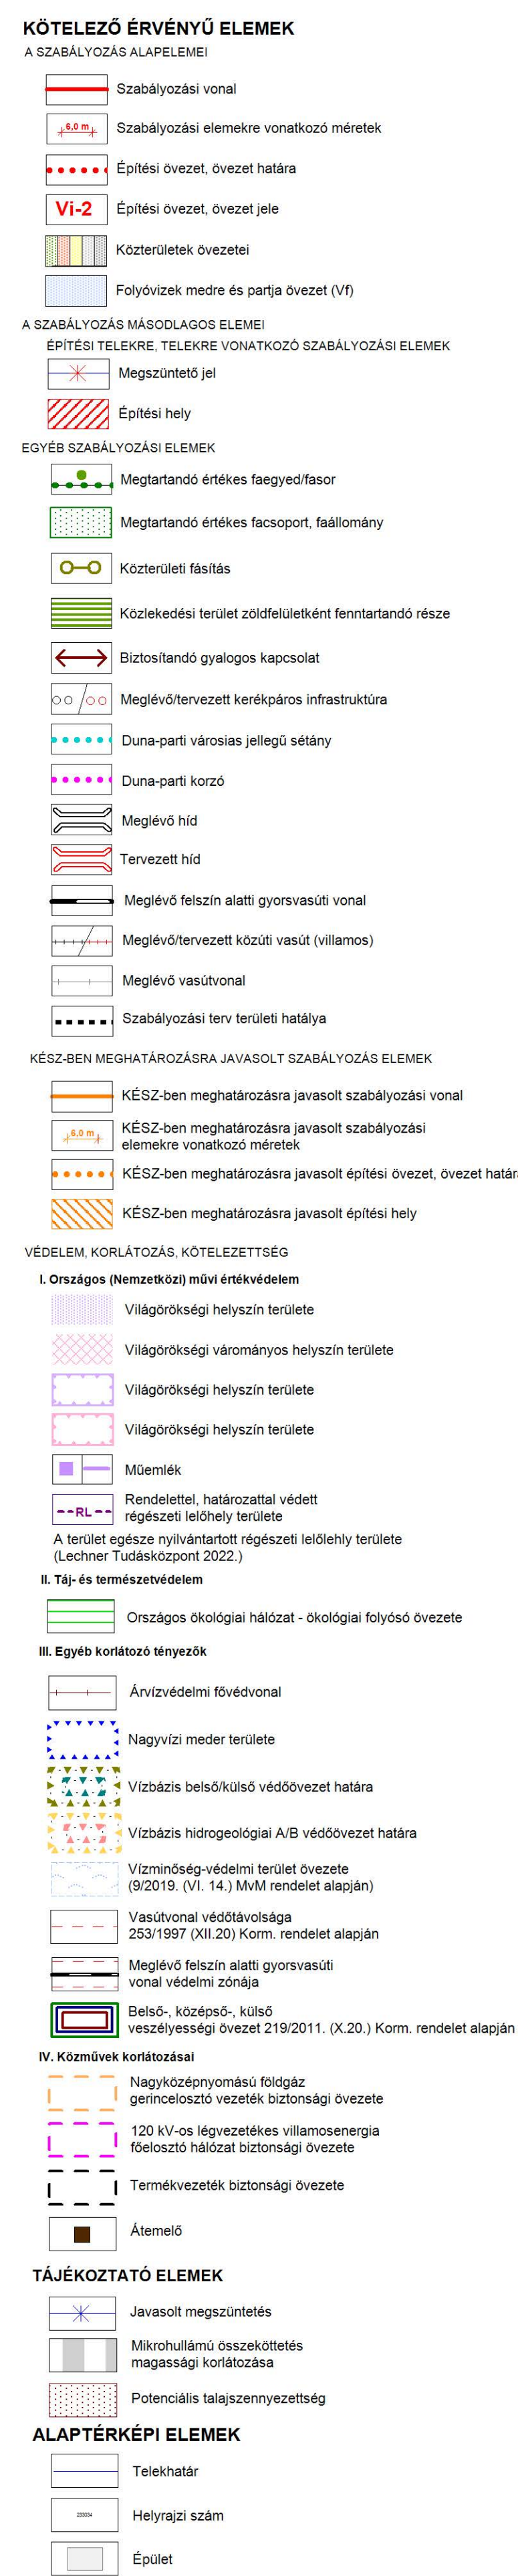 KÖTELEZŐ ÉRVÉNYŰ ELEMEK
A SZABÁLYOZÁS ALAPELEMEI
Szabályozási vonal
6,0 m
Szabályozási elemekre vonatkozó méretek
Építési övezet, övezet határa
Vi-2
Építési övezet, övezet jele
Közterületek övezetei
Folyóvizek medre és partja övezet (Vf)
A SZABÁLYOZÁS MÁSODLAGOS ELEMEI
ÉPÍTÉSI TELEKRE, TELEKRE VONATKOZÓ SZABÁLYOZÁSI ELEMEK
Megszüntető jel
Építési hely
EGYÉB SZABÁLYOZÁSI ELEMEK
Megtartandó értékes faegyed/fasor
Megtartandó értékes facsoport, faállomány
Közterületi fásítás
Közlekedési terület zöldfelületként fenntartandó része
Biztosítandó gyalogos kapcsolat
Meglévő/tervezett kerékpáros infrastruktúra
Duna-parti városias jellegű sétány
Duna-parti korzó
Meglévő híd
Tervezett híd
Meglévő felszín alatti gyorsvasúti vonal
Meglévő/tervezett közúti vasút (villamos)
Meglévő vasútvonal
Szabályozási terv területi hatálya
KÉSZ-BEN MEGHATÁROZÁSRA JAVASOLT SZABÁLYOZÁS ELEMEK
KÉSZ-ben meghatározásra javasolt szabályozási vonal
6,0 m
KÉSZ-ben meghatározásra javasolt szabályozási
elemekre vonatkozó méretek
KÉSZ-ben meghatározásra javasolt építési övezet, övezet határ
KÉSZ-ben meghatározásra javasolt építési hely
VÉDELEM, KORLÁTOZÁS, KÖTELEZETTSÉG
I. Országos (Nemzetközi) művi értékvédelem
Világörökségi helyszín területe
Világörökségi várományos helyszín területe
Világörökségi helyszín területe
Világörökségi helyszín területe
Műemlék
RL
Rendelettel, határozattal védett
régészeti lelőhely területe
A terület egésze nyilvántartott régészeti lelőlehly területe
(Lechner Tudásközpont 2022.)
II. Táj- és természetvédelem
Országos ökológiai hálózat - ökológiai folyósó övezete
III. Egyéb korlátozó tényezők
Árvízvédelmi fővédvonal
Nagyvízi meder területe
Vízbázis belső/külső védőövezet határa
Vízbázis hidrogeológiai A/B védőövezet határa
Vízminőség-védelmi terület övezete
(9/2019. (VI. 14.) MvM rendelet alapján)
Vasútvonal védőtávolsága
253/1997 (XII.20) Korm. rendelet alapján
Meglévő felszín alatti gyorsvasúti
vonal védelmi zónája
Belső-, középső-, külső
veszélyességi övezet 219/2011. (X.20.) Korm. rendelet alapján
IV. Közművek korlátozásai
Nagyközépnyomású földgáz
gerincelosztó vezeték biztonsági övezete
120 kV-os légvezetékes villamosenergia
főelosztó hálózat biztonsági övezete
Termékvezeték biztonsági övezete
Átemelő
TÁJÉKOZTATÓ ELEMEK
Javasolt megszüntetés
Mikrohullámú összeköttetés
magassági korlátozása
Potenciális talajszennyezettség
ALAPTÉRKÉPI ELEMEK
Telekhatár
Helyrajzi szám
Épület